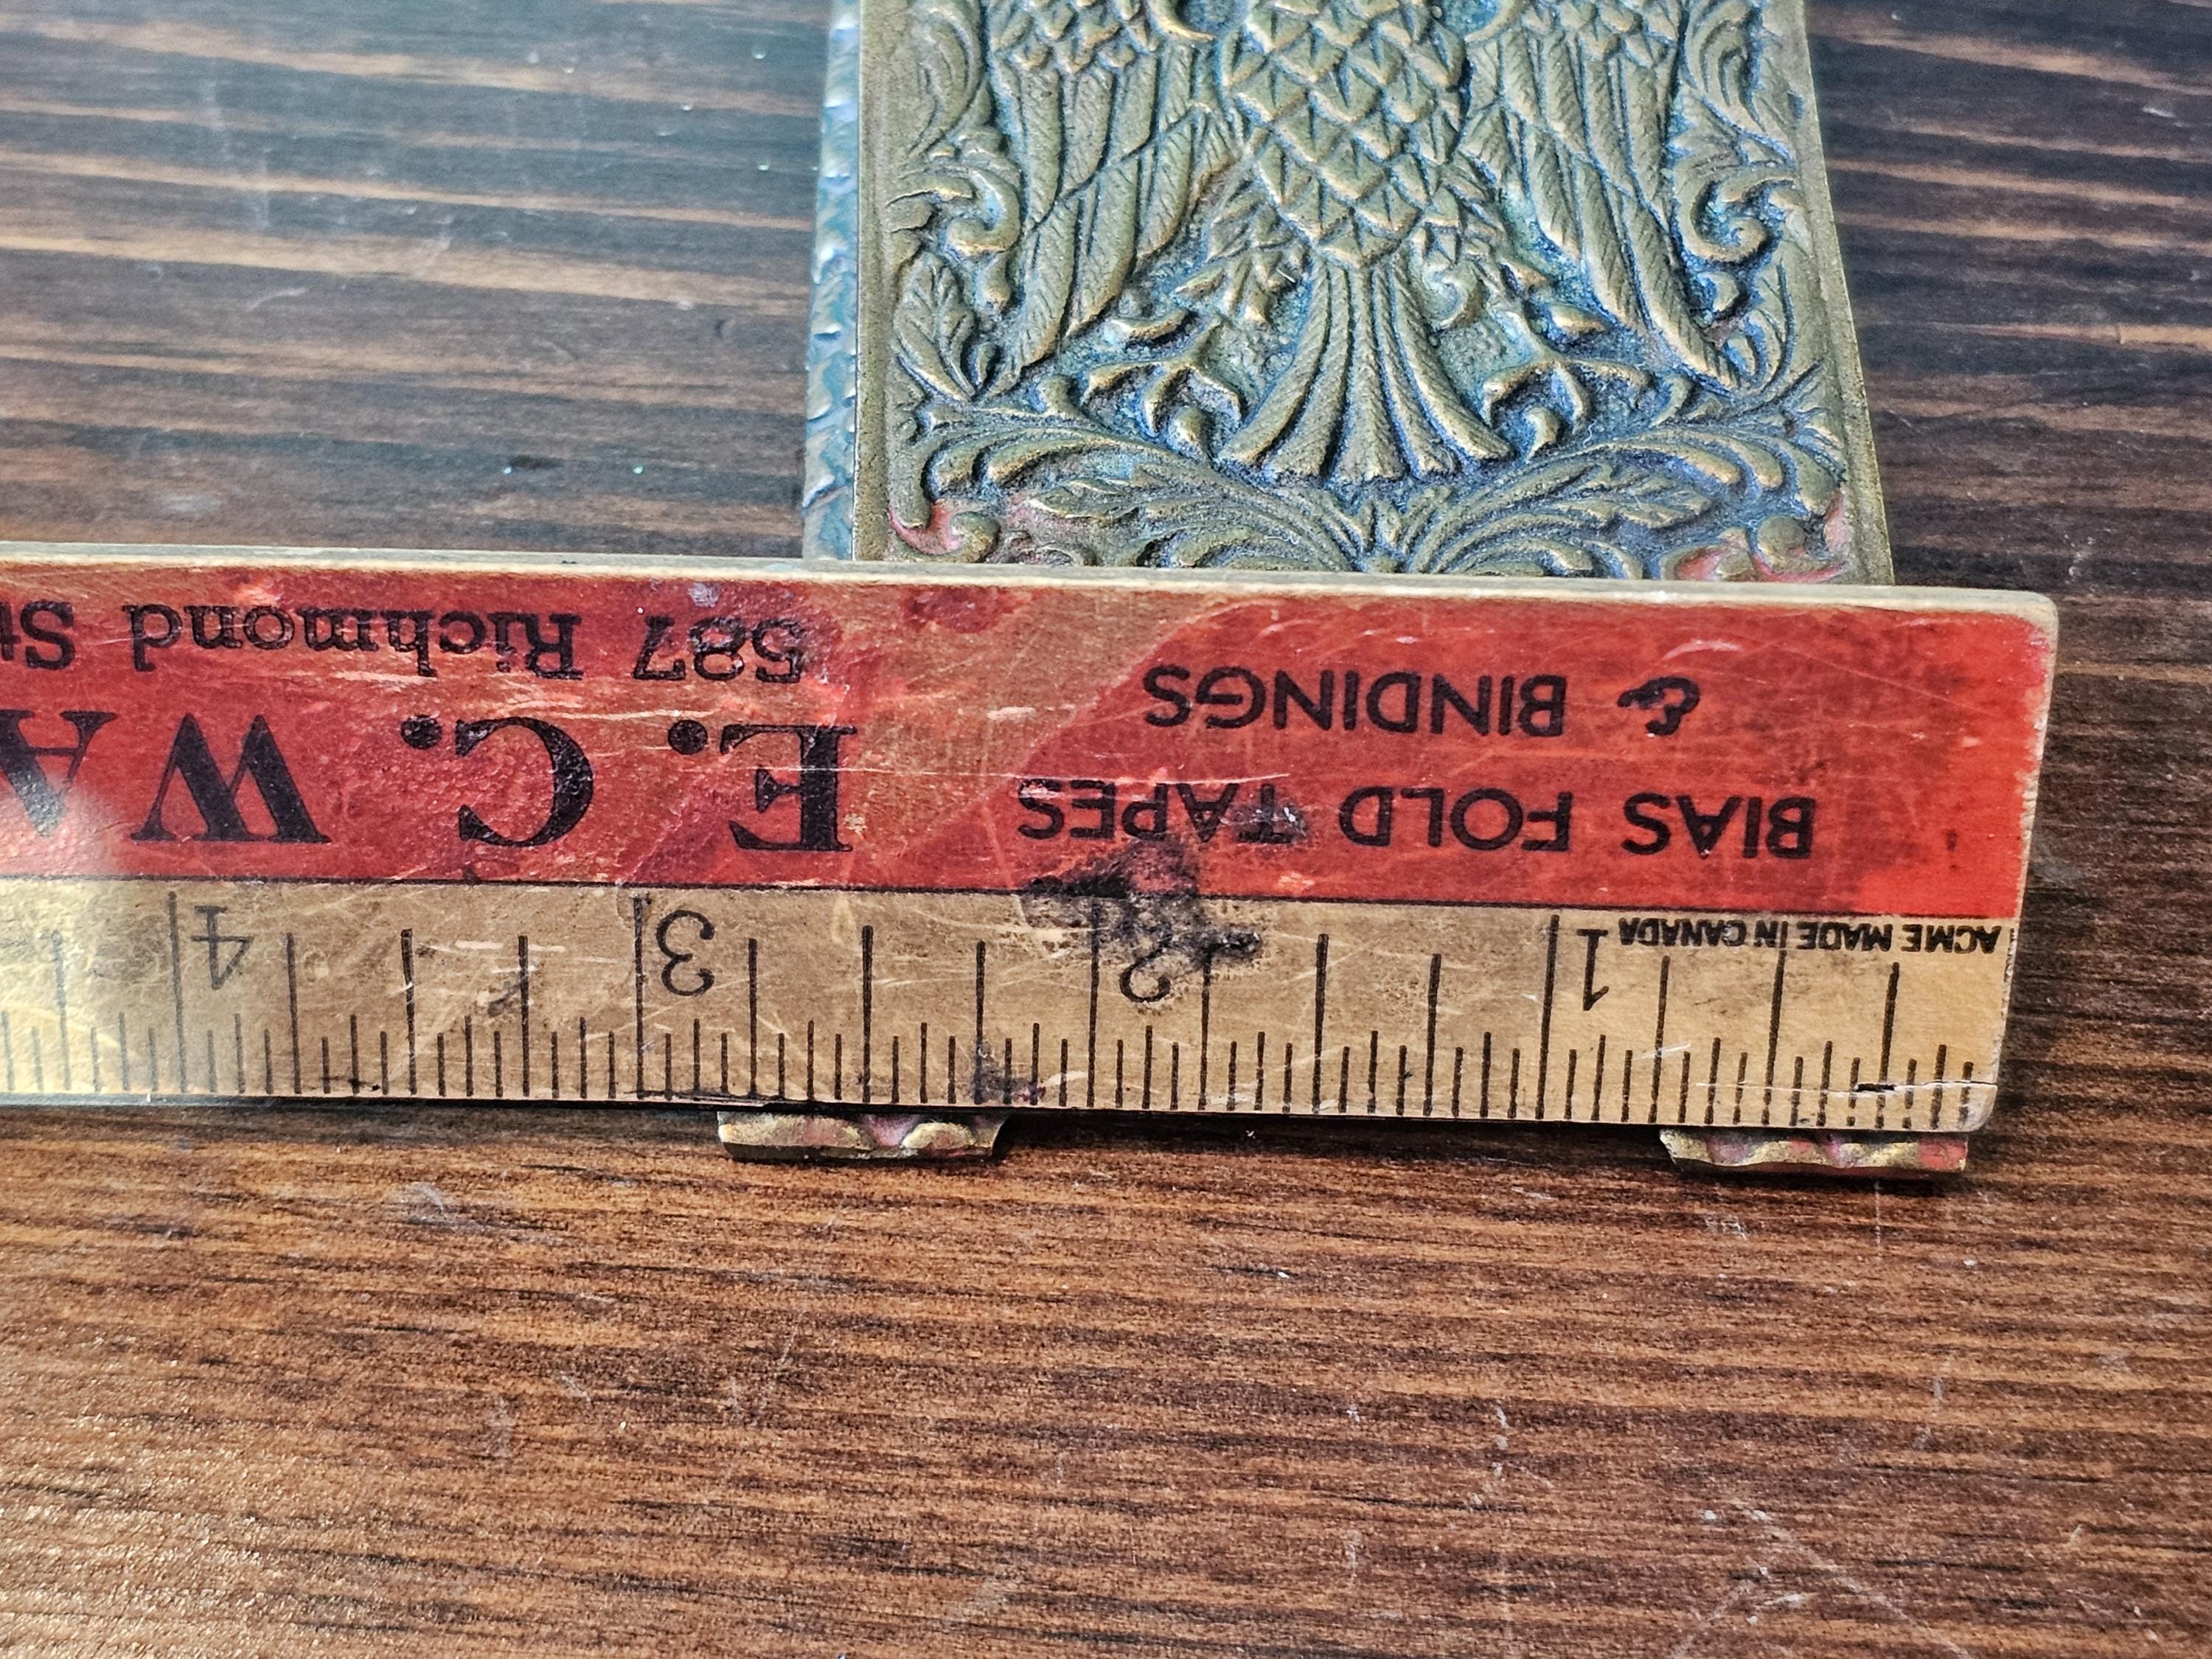 ACME MADE IN CANADA
1 2 3 4
BIAS FOLD TAPES
& BINDINGS
E. C. WA
587 Richmond St